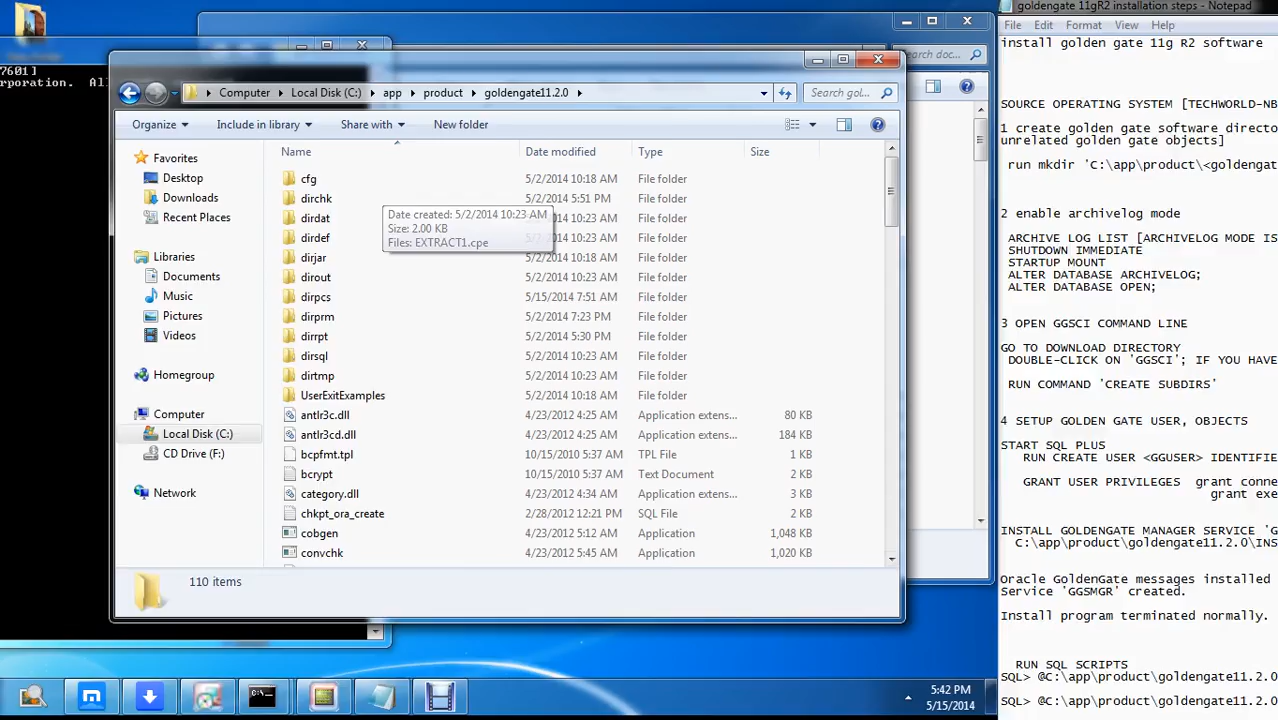 goldengate 11gR2 installation steps - Notepad
File Edit Format View Help
install golden gate 11g R2 software
SOURCE OPERATING SYSTEM [TECHWORLD-NB
1 create golden gate software directo
unrelated golden gate objects]
run mkdir 'C:\app\product\<goldengat
2 enable archivelog mode
ARCHIVE LOG LIST [ARCHIVELOG MODE IS
SHUTDOWN IMMEDIATE
STARTUP MOUNT
ALTER DATABASE ARCHIVELOG;
ALTER DATABASE OPEN;
3 OPEN GGSCI COMMAND LINE
GO TO DOWNLOAD DIRECTORY
DOUBLE-CLICK ON 'GGSCI'; IF YOU HAVE
RUN COMMAND 'CREATE SUBDIRS'
4 SETUP GOLDEN GATE USER, OBJECTS
START SQL PLUS
RUN CREATE USER <GGUSER> IDENTIFIE
GRANT USER PRIVILEGES grant conne
grant exe
INSTALL GOLDENGATE MANAGER SERVICE 'G
C:\app\product\goldengate11.2.0\INS
Oracle GoldenGate messages installed
Service 'GGSMGR' created.
Install program terminated normally.
RUN SQL SCRIPTS
SQL> @C:\app\product\goldengate11.2.0
SQL> @C:\app\product\goldengate11.2.0
7601]
rporation. Al
Computer Local Disk (C:) app product goldengate11.2.0
Search gol...
Organize Include in library Share with New folder
Name Date modified Type Size
cfg 5/2/2014 10:18 AM File folder
dirchk 5/2/2014 5:51 PM File folder
dirdat 10:23 AM File folder
dirdef 10:23 AM File folder
dirjar 5/2/2014 10:18 AM File folder
dirout 5/2/2014 10:23 AM File folder
dirpcs 5/15/2014 7:51 AM File folder
dirprm 5/2/2014 7:23 PM File folder
dirrpt 5/2/2014 5:30 PM File folder
dirsql 5/2/2014 10:23 AM File folder
dirtmp 5/2/2014 10:23 AM File folder
UserExitExamples 5/2/2014 10:18 AM File folder
antlr3c.dll 4/23/2012 4:25 AM Application extens... 80 KB
antlr3cd.dll 4/23/2012 4:25 AM Application extens... 184 KB
bcpfmt.tpl 10/15/2010 5:37 AM TPL File 1 KB
bcrypt 10/15/2010 5:37 AM Text Document 2 KB
category.dll 4/23/2012 4:34 AM Application extens... 3 KB
chkpt_ora_create 2/28/2012 12:21 PM SQL File 2 KB
cobgen 4/23/2012 5:12 AM Application 1,048 KB
convchk 4/23/2012 5:45 AM Application 1,020 KB
Date created: 5/2/2014 10:23 AM
Size: 2.00 KB
Files: EXTRACT1.cpe
Favorites
Desktop
Downloads
Recent Places
Libraries
Documents
Music
Pictures
Videos
Homegroup
Computer
Local Disk (C:)
CD Drive (F:)
Network
110 items
5:42 PM
5/15/2014